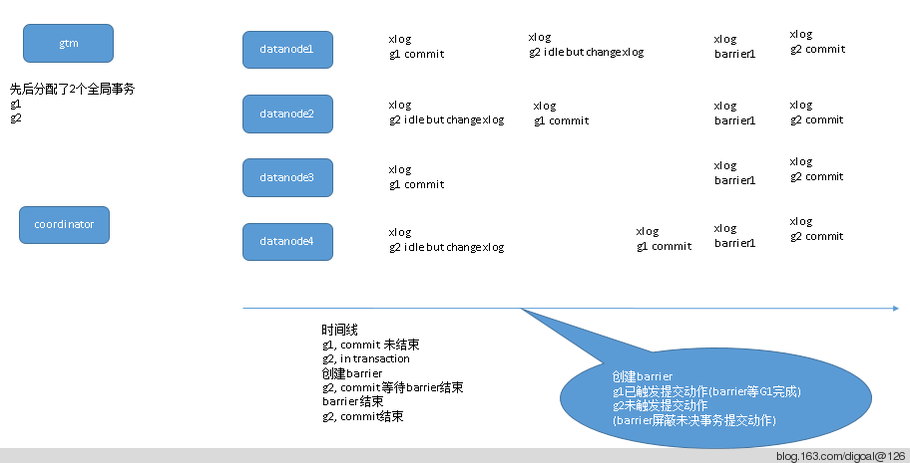 gtm
先后分配了2个全局事务
g1
g2
coordinator
datanode1
xlog
g1 commit
xlog
g2 idle but change xlog
xlog
barrier1
xlog
g2 commit
datanode2
xlog
g2 idle but change xlog
xlog
g1 commit
xlog
barrier1
xlog
g2 commit
datanode3
xlog
g1 commit
xlog
barrier1
xlog
g2 commit
datanode4
xlog
g2 idle but change xlog
xlog
g1 commit
xlog
barrier1
xlog
g2 commit
时间线
g1, commit 未结束
g2, in transaction
创建barrier
g2, commit等待barrier结束
barrier结束
g2, commit结束
创建barrier
g1已触发提交动作(barrier等G1完成)
g2未触发提交动作
(barrier屏蔽未决事务提交动作)
blog.163.com/digoal@126